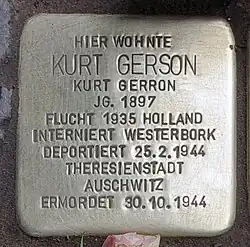 HIER WOHNTE
KURT GERSON
KURT GERRON
JG. 1897
FLUCHT 1935 HOLLAND
INTERNIERT WESTERBORK
DEPORTIERT 25.2.1944
THERESIENSTADT
AUSCHWITZ
ERMORDET 30.10.1944